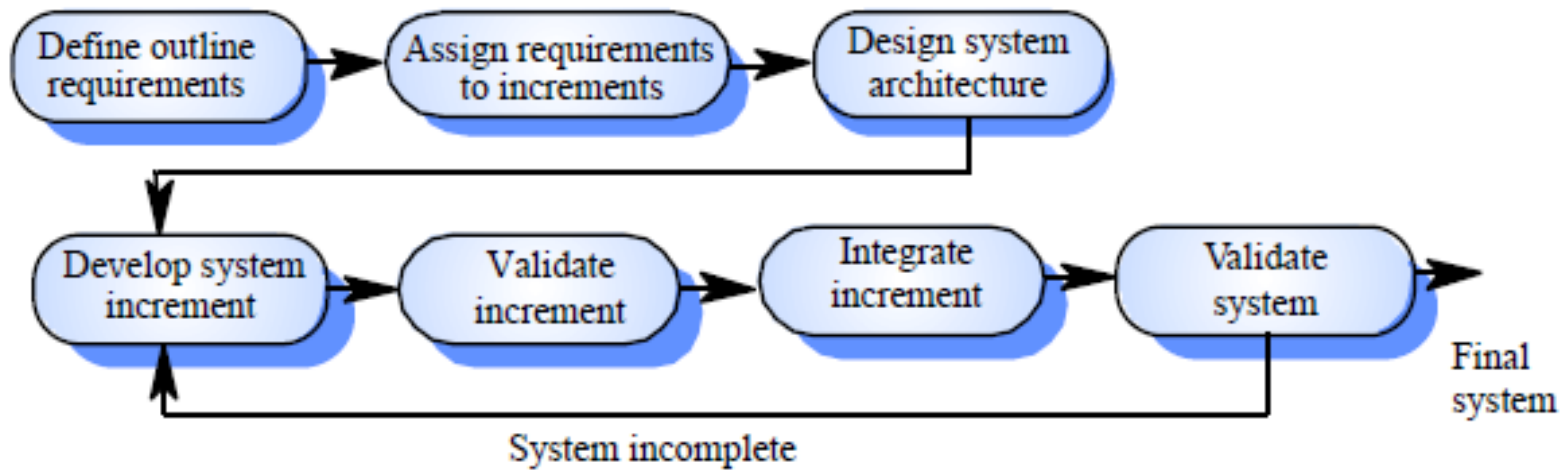 Define outline
requirements
Assign requirements
to increments
Design system
architecture
Develop system
increment
Validate
increment
Integrate
increment
Validate
system
Final
system
System incomplete